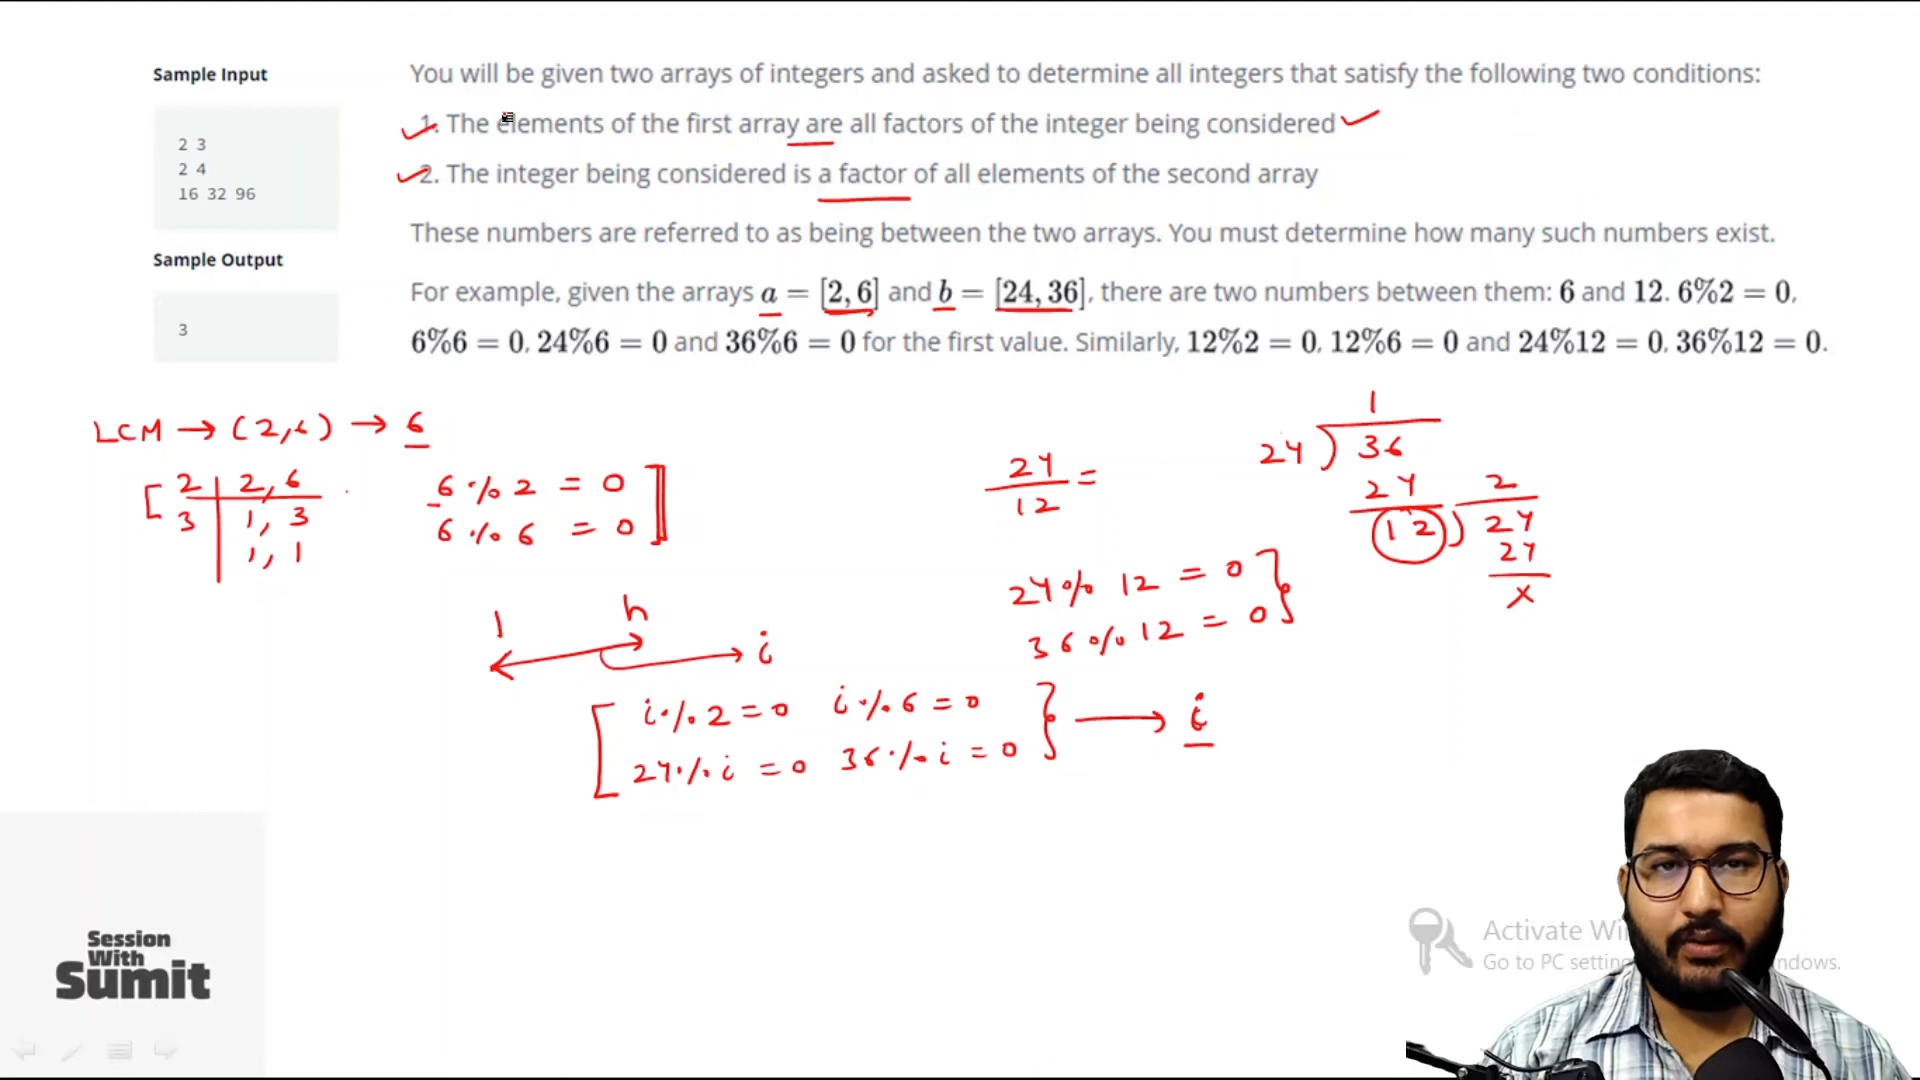 Sample Input
2 3
2 4
16 32 96
Sample Output
3
You will be given two arrays of integers and asked to determine all integers that satisfy the following two conditions:
1. The elements of the first array are all factors of the integer being considered
2. The integer being considered is a factor of all elements of the second array
These numbers are referred to as being between the two arrays. You must determine how many such numbers exist.
For example, given the arrays a = [2, 6] and b = [24, 36], there are two numbers between them: 6 and 12. 6%2 = 0,
6%6 = 0, 24%6 = 0 and 36%6 = 0 for the first value. Similarly, 12%2 = 0, 12%6 = 0 and 24%12 = 0, 36%12 = 0.
LCM → (2,6) → 6
2 | 2, 6
3 | 1, 3
1, 1
6 % 2 = 0
6 % 6 = 0
24/12 =
1
24 ) 36
24
12 ) 24
2
24
x
24 % 12 = 0
36 % 12 = 0
1 n i
i % 2 = 0 i % 6 = 0
24 % i = 0 36 % i = 0
→ i
Session
With
Sumit
Activate Wi
Go to PC settin ndows.